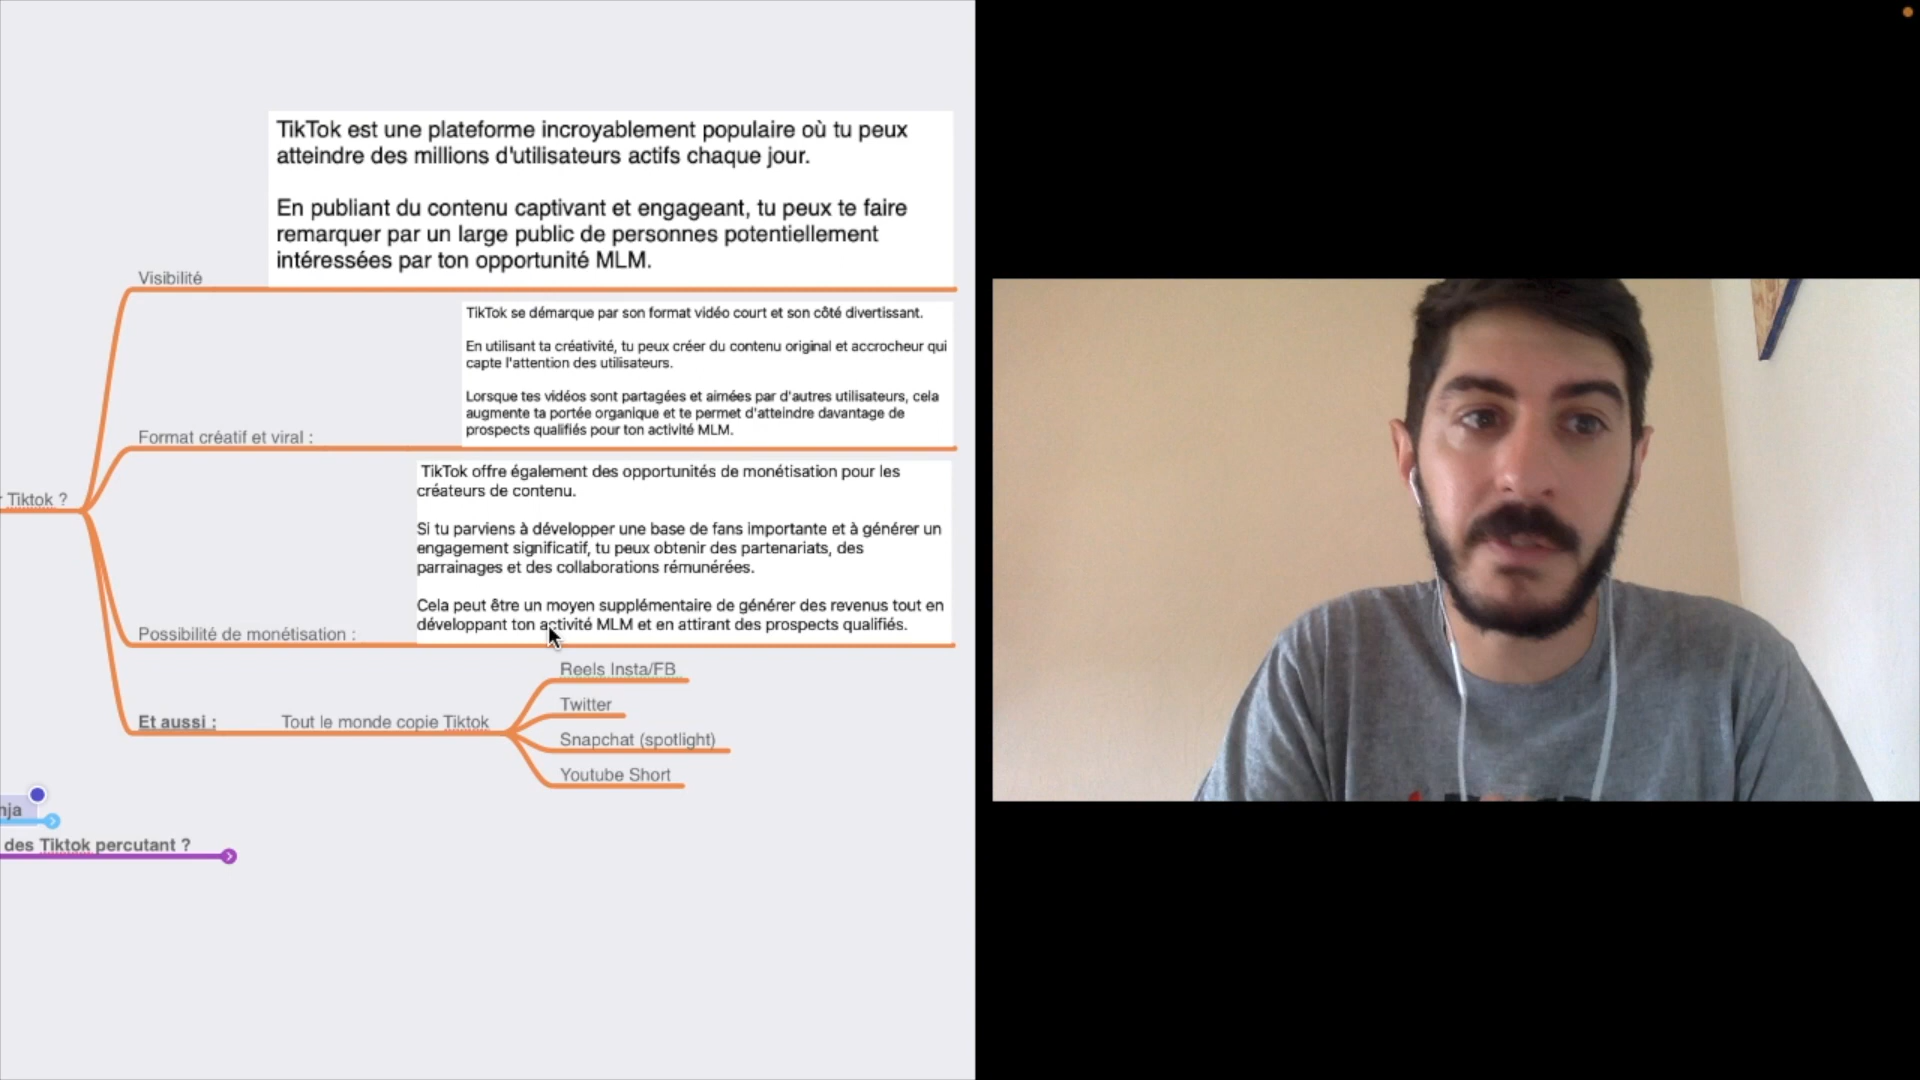 TikTok est une plateforme incroyablement populaire où tu peux
atteindre des millions d'utilisateurs actifs chaque jour.
En publiant du contenu captivant et engageant, tu peux te faire
remarquer par un large public de personnes potentiellement
intéressées par ton opportunité MLM.
Visibilité
TikTok se démarque par son format vidéo court et son côté divertissant.
En utilisant ta créativité, tu peux créer du contenu original et accrocheur qui
capte l'attention des utilisateurs.
Lorsque tes vidéos sont partagées et aimées par d'autres utilisateurs, cela
augmente ta portée organique et te permet d'atteindre davantage de
prospects qualifiés pour ton activité MLM.
Format créatif et viral :
TikTok offre également des opportunités de monétisation pour les
créateurs de contenu.
Si tu parviens à développer une base de fans importante et à générer un
engagement significatif, tu peux obtenir des partenariats, des
parrainages et des collaborations rémunérées.
Cela peut être un moyen supplémentaire de générer des revenus tout en
développant ton activité MLM et en attirant des prospects qualifiés.
Possibilité de monétisation :
Tiktok ?
Et aussi : Tout le monde copie Tiktok
Reels Insta/FB
Twitter
Snapchat (spotlight)
Youtube Short
des Tiktok percutant ?